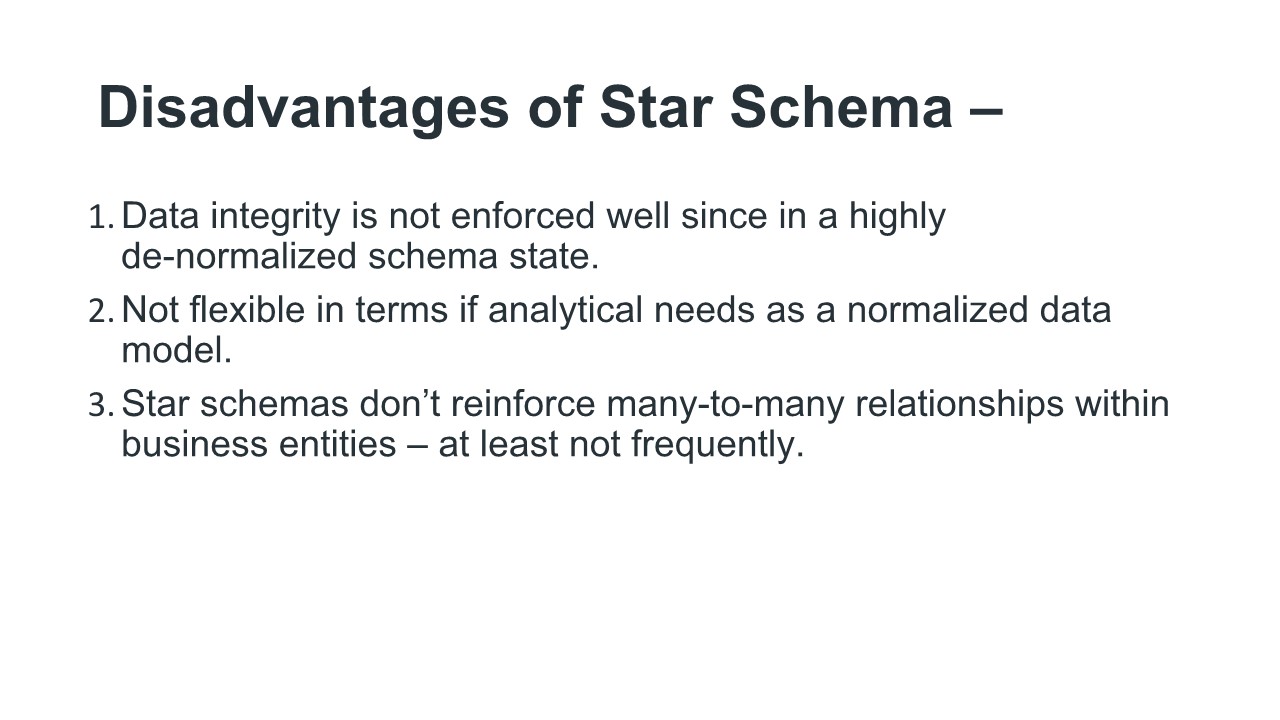 Disadvantages of Star Schema –
1. Data integrity is not enforced well since in a highly
de-normalized schema state.
2. Not flexible in terms if analytical needs as a normalized data
model.
3. Star schemas don’t reinforce many-to-many relationships within
business entities – at least not frequently.